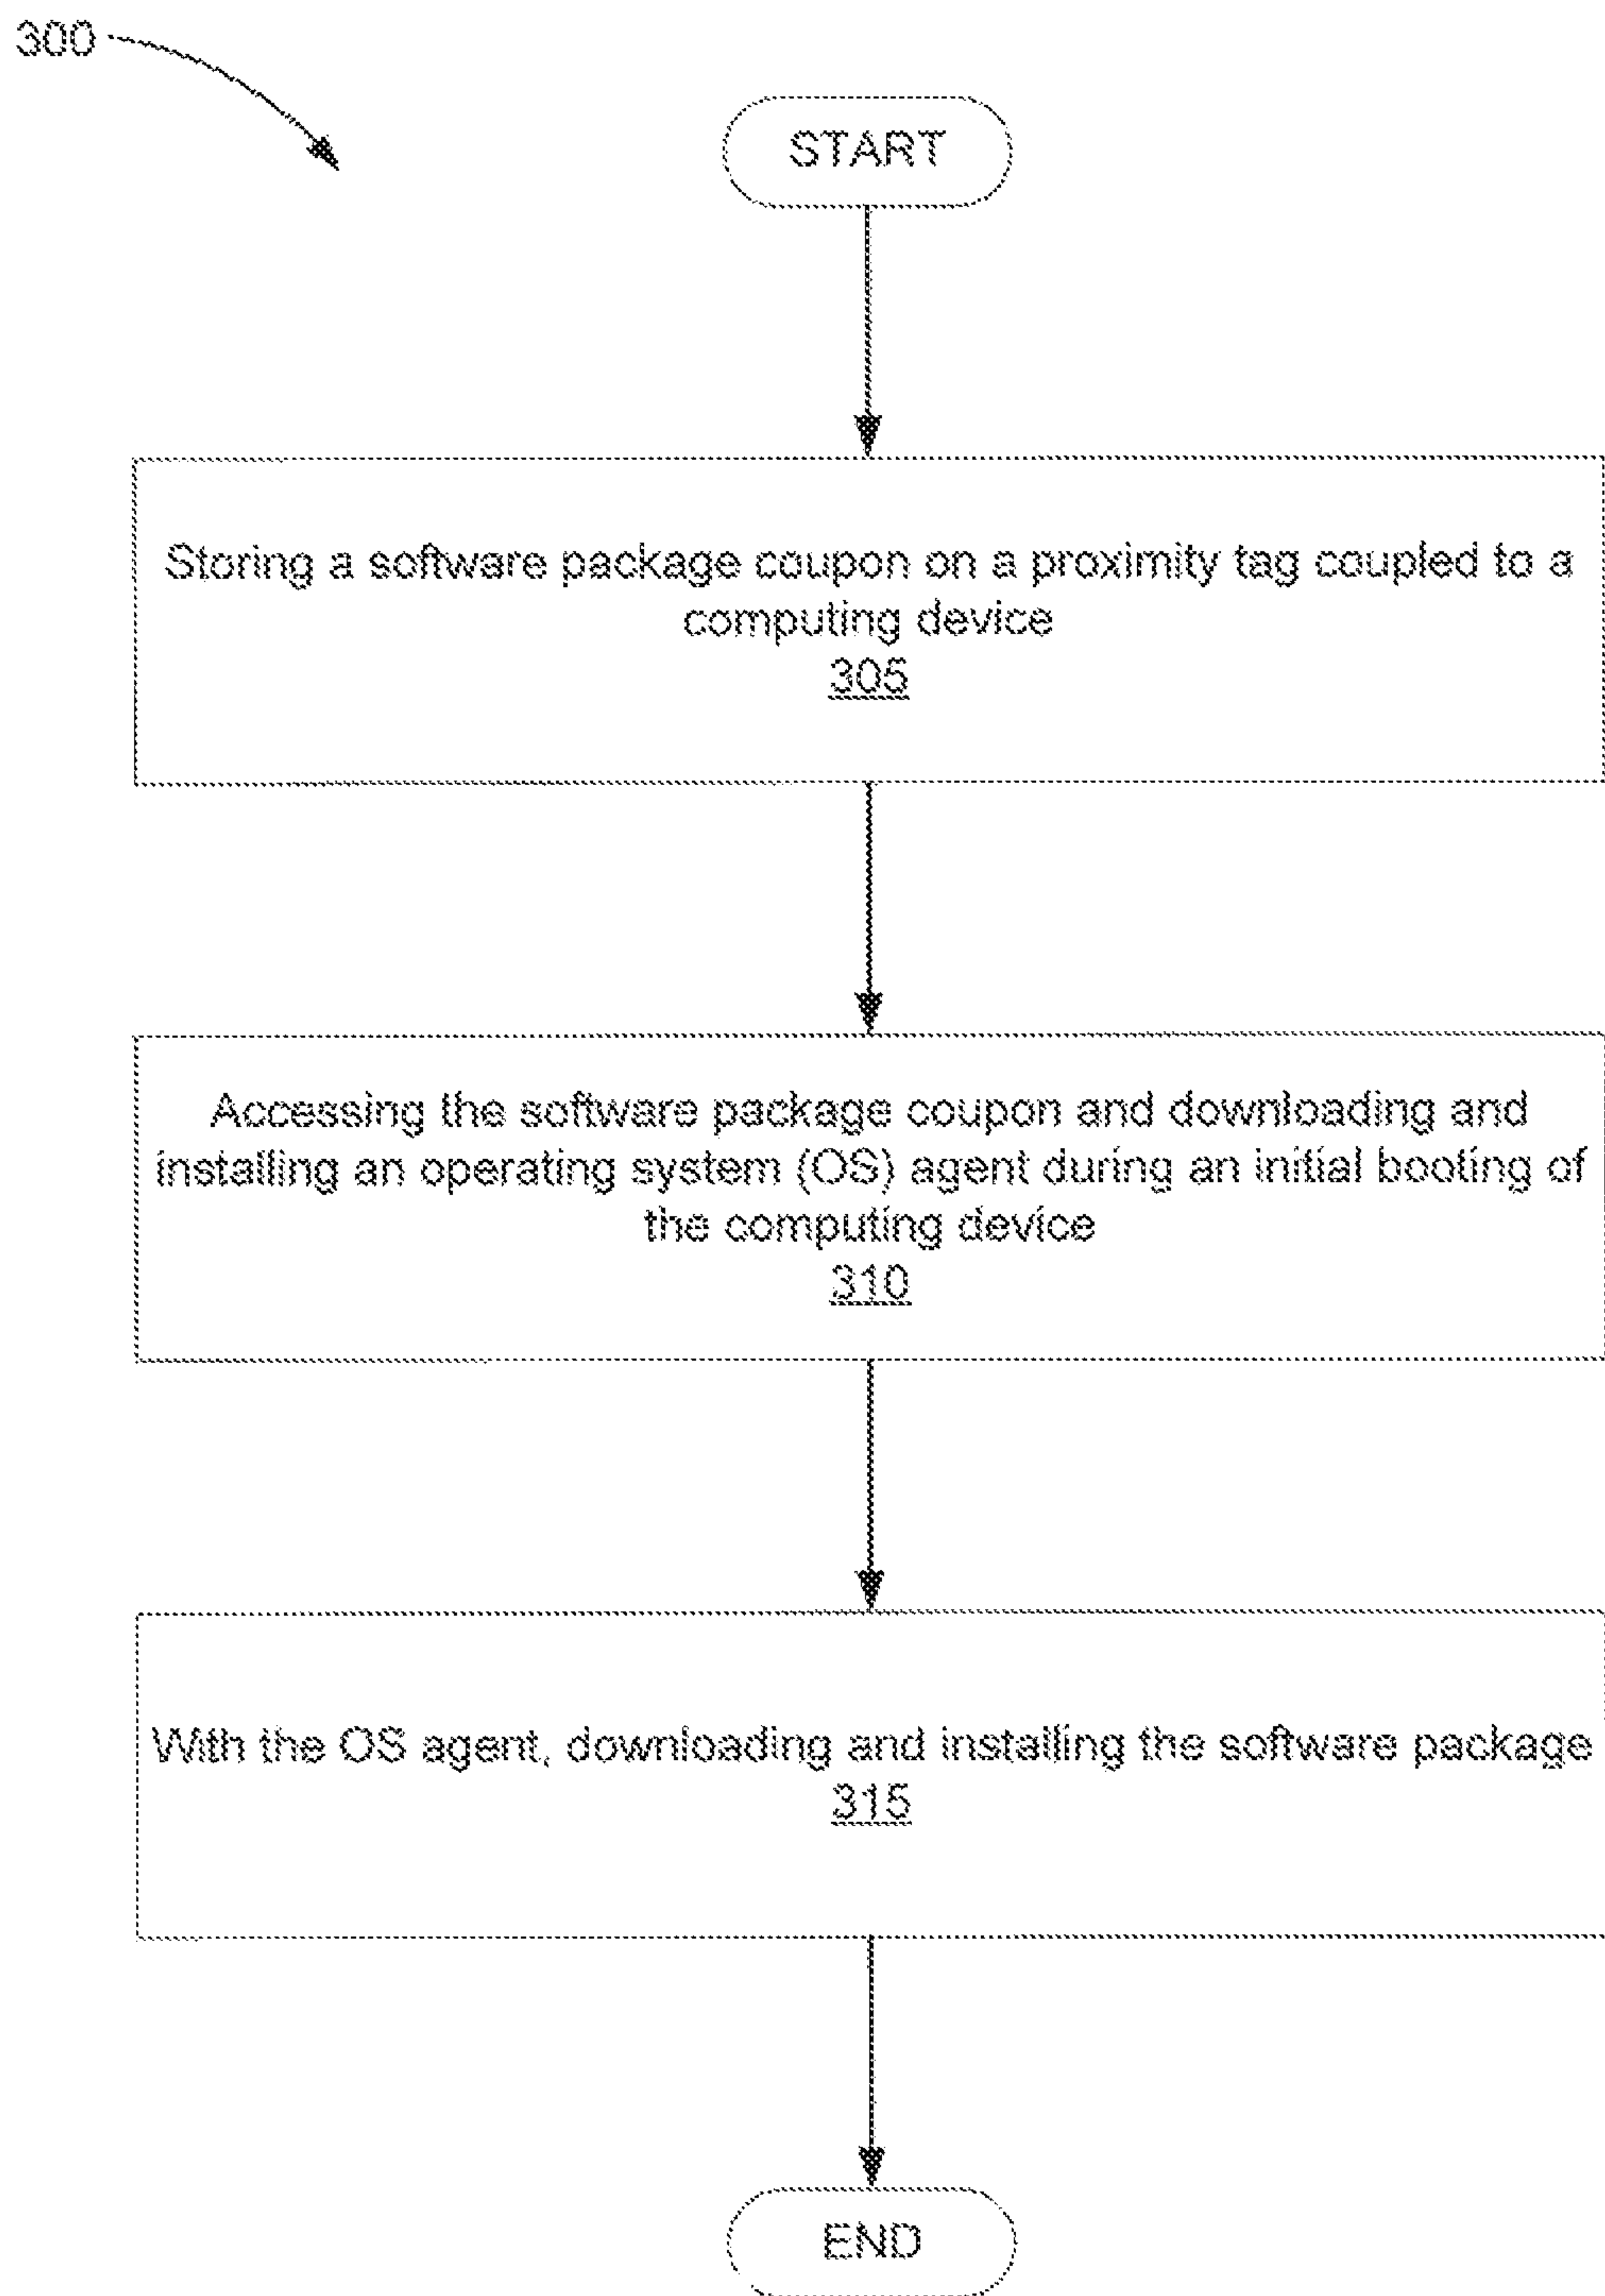 300
START
Storing a software package coupon on a proximity tag coupled to a
computing device
305
Accessing the software package coupon and downloading and
installing an operating system (OS) agent during an initial booting of
the computing device
310
With the OS agent, downloading and installing the software package
315
END